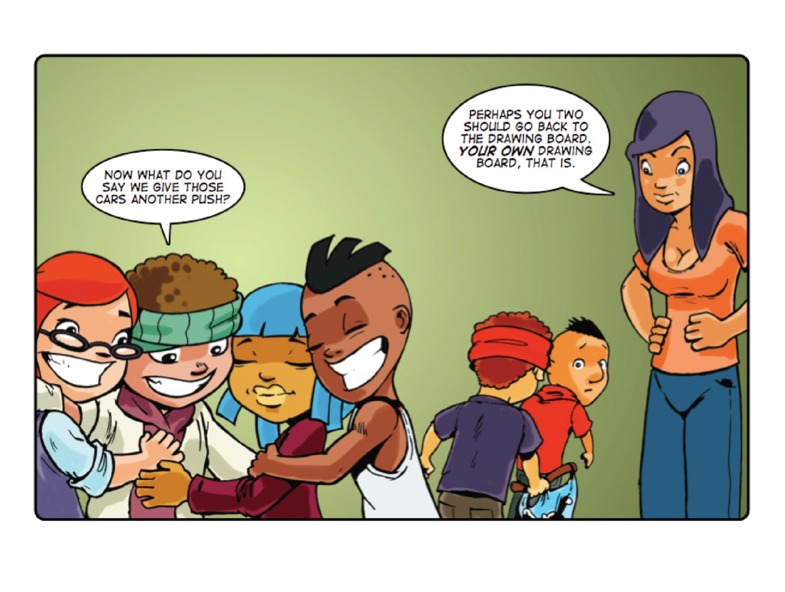 NOW WHAT DO YOU
SAY WE GIVE THOSE
CARS ANOTHER PUSH?
PERHAPS YOU TWO
SHOULD GO BACK TO
THE DRAWING BOARD.
YOUR OWN DRAWING
BOARD, THAT IS.